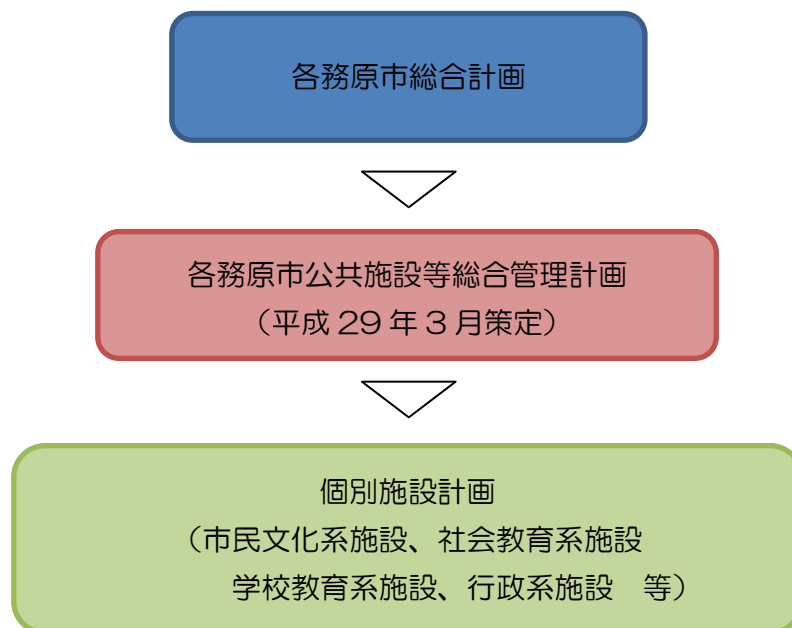 各務原市総合計画
各務原市公共施設等総合管理計画
（平成 29 年 3 月策定）
個別施設計画
（市民文化系施設、社会教育系施設
学校教育系施設、行政系施設　等）